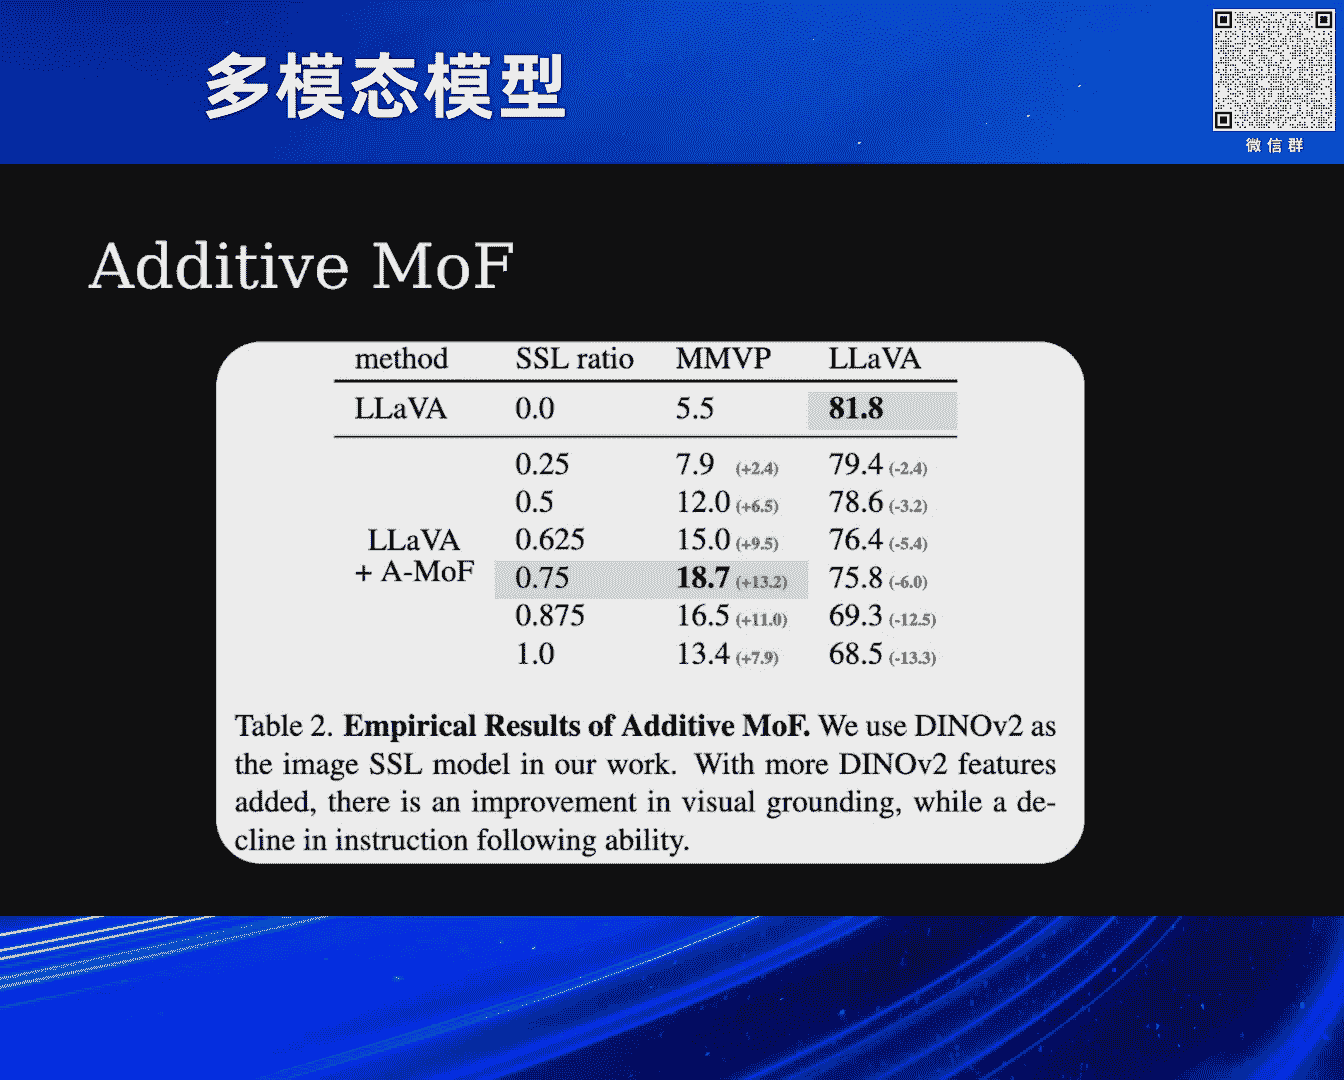 多模态模型
微信群
Additive MoF
method SSL ratio MMVP LLaVA
LLaVA 0.0 5.5 81.8
0.25 7.9 (+2.4) 79.4 (-2.4)
0.5 12.0 (+6.5) 78.6 (-3.2)
LLaVA
+ A-MoF
0.625 15.0 (+9.5) 76.4 (-5.4)
0.75 18.7 (+13.2) 75.8 (-6.0)
0.875 16.5 (+11.0) 69.3 (-12.5)
1.0 13.4 (+7.9) 68.5 (-13.3)
Table 2. Empirical Results of Additive MoF. We use DINOv2 as
the image SSL model in our work. With more DINOv2 features
added, there is an improvement in visual grounding, while a de-
cline in instruction following ability.